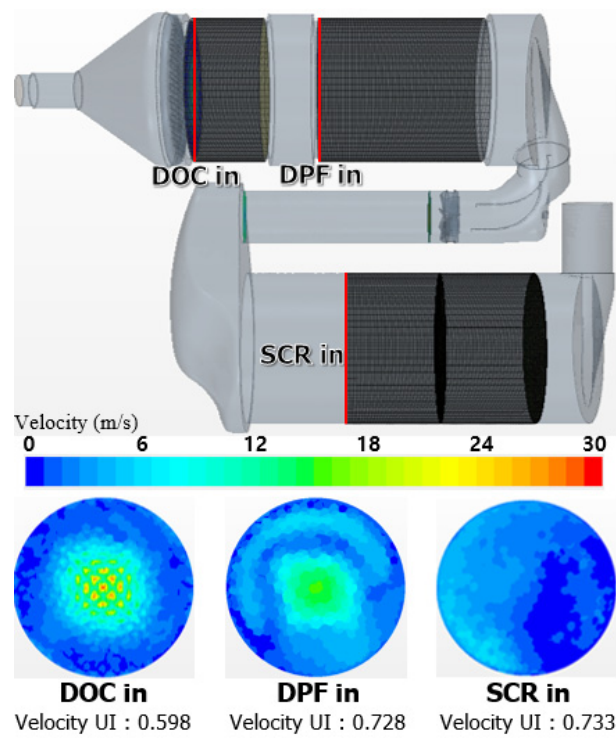 DOC in
DPF in
SCR in
Velocity (m/s)
0 6 12 18 24 30
DOC in
Velocity UI : 0.598
DPF in
Velocity UI : 0.728
SCR in
Velocity UI : 0.733